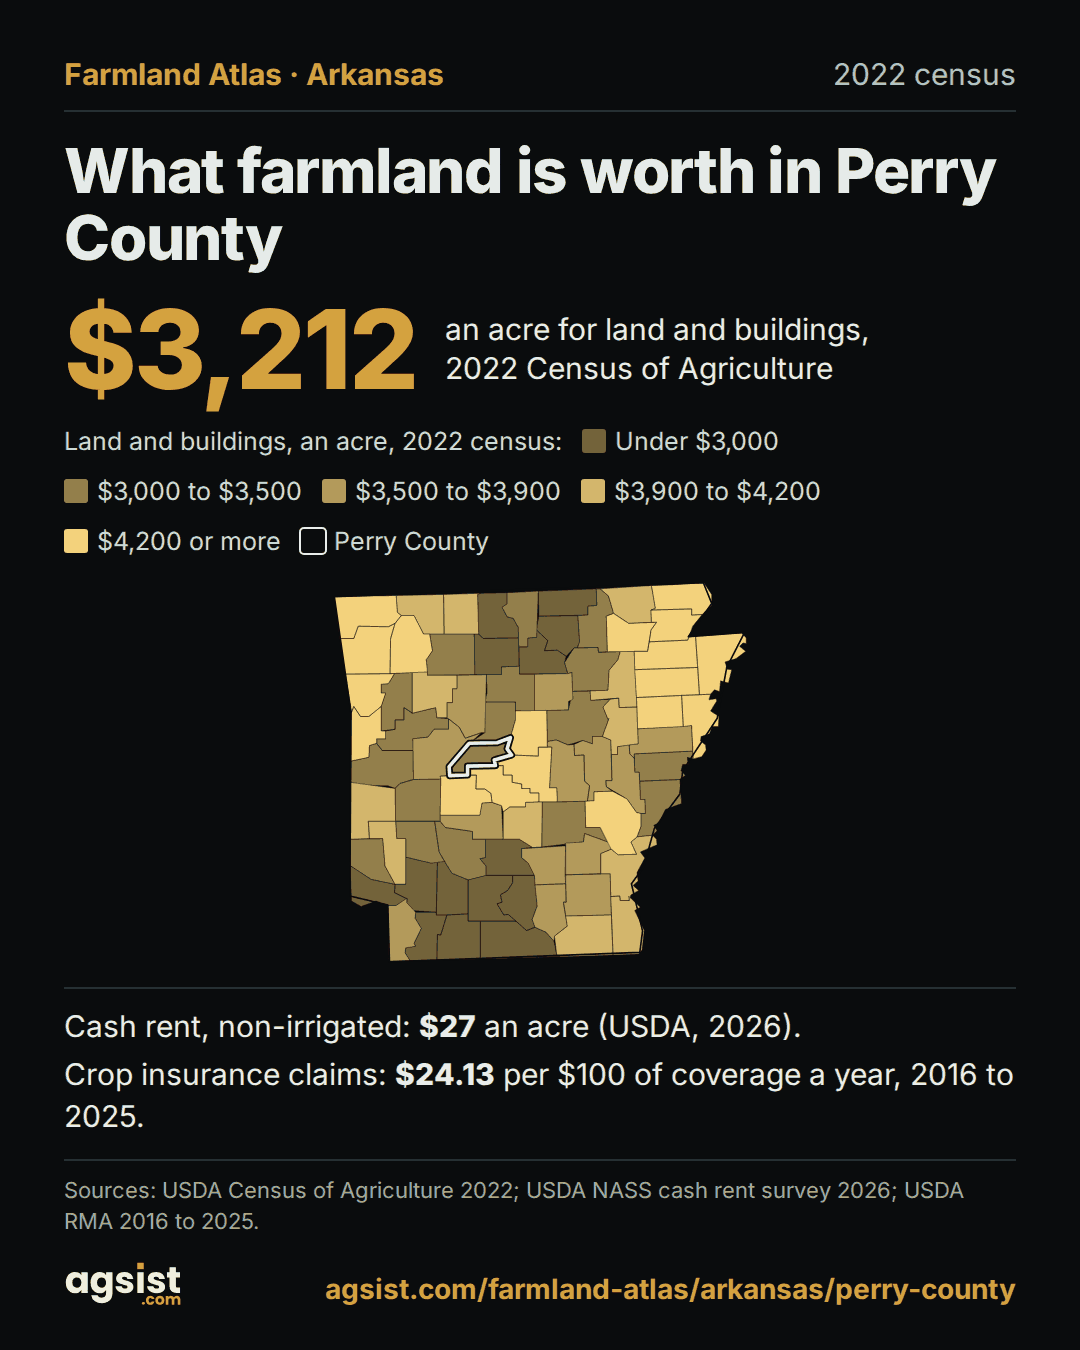 Farmland Atlas · Arkansas
2022 census
What farmland is worth in Perry
County
$3,212
an acre for land and buildings,
2022 Census of Agriculture
Land and buildings, an acre, 2022 census:
Under $3,000
$3,000 to $3,500
$3,500 to $3,900
$3,900 to $4,200
$4,200 or more
Perry County
Cash rent, non-irrigated: $27 an acre (USDA, 2026).
Crop insurance claims: $24.13 per $100 of coverage a year, 2016 to
2025.
Sources: USDA Census of Agriculture 2022; USDA NASS cash rent survey 2026; USDA
RMA 2016 to 2025.
agsist
.com
agsist.com/farmland-atlas/arkansas/perry-county